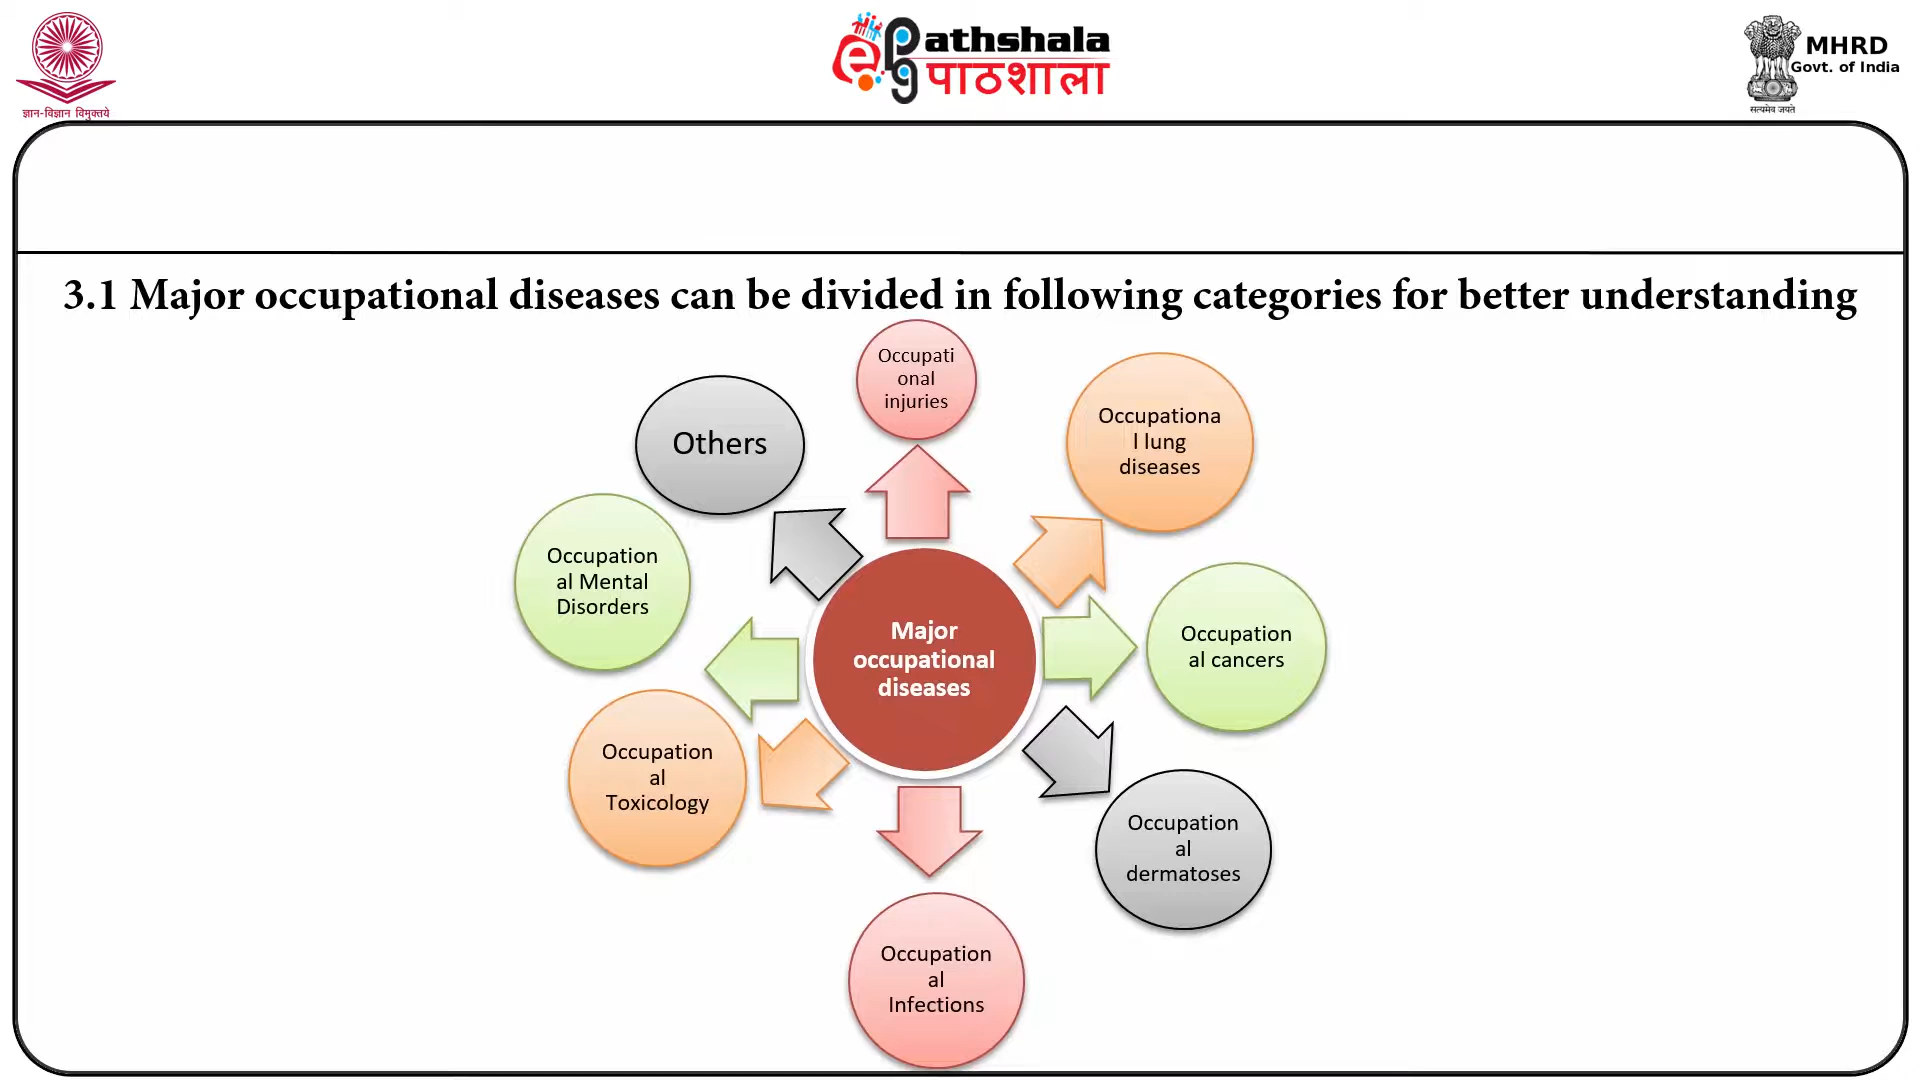 ज्ञान-विज्ञान विमुक्तये
e
Pathshala
पाठशाला
MHRD
Govt. of India
सत्यमेव जयते
3.1 Major occupational diseases can be divided in following categories for better understanding
Occupati
onal
injuries
Occupationa
l lung
diseases
Occupation
al cancers
Occupation
al
dermatoses
Occupation
al
Infections
Occupation
al
Toxicology
Occupation
al Mental
Disorders
Others
Major
occupational
diseases